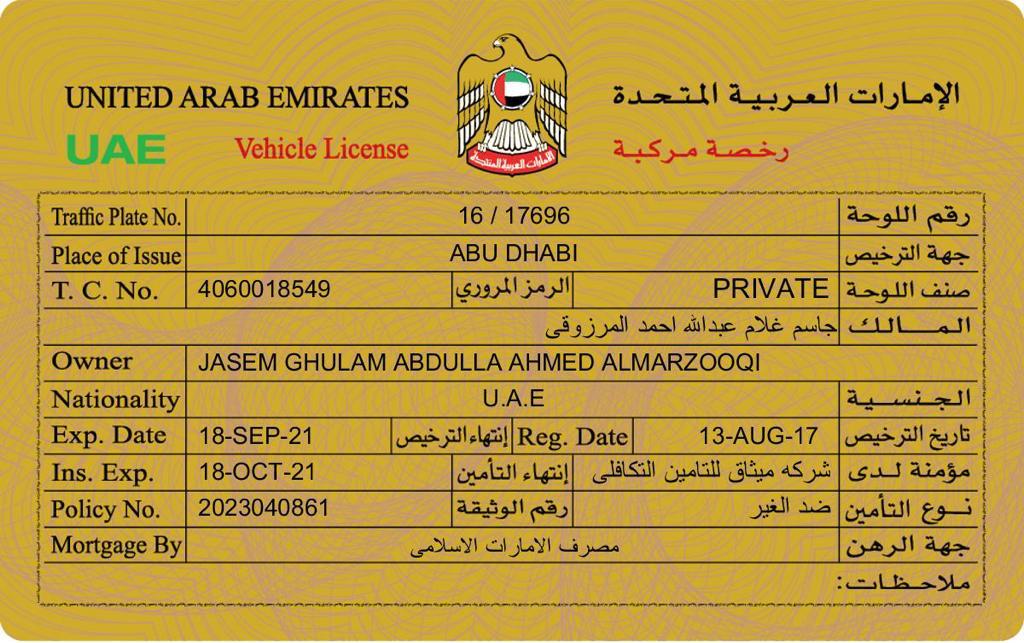 UNITED ARAB EMIRATES الإمارات العربية المتحدة
UAE Vehicle License رخصة مركبة
الامارات العربية المتحدة
Traffic Plate No. 16 / 17696 رقم اللوحة
Place of Issue ABU DHABI جهة الترخيص
T. C. No. 4060018549 الرمز المروري PRIVATE صنف اللوحة
المالك جاسم غلام عبدالله احمد المرزوقى
Owner JASEM GHULAM ABDULLA AHMED ALMARZOOQI
Nationality U.A.E الجنسية
Exp. Date 18-SEP-21 إنتهاء الترخيص Reg. Date 13-AUG-17 تاريخ الترخيص
Ins. Exp. 18-OCT-21 إنتهاء التأمين شركه ميثاق للتامين التكافلى مؤمنة لدى
Policy No. 2023040861 رقم الوثيقة ضد الغير نوع التأمين
Mortgage By مصرف الامارات الاسلامى جهة الرهن
ملاحظات: